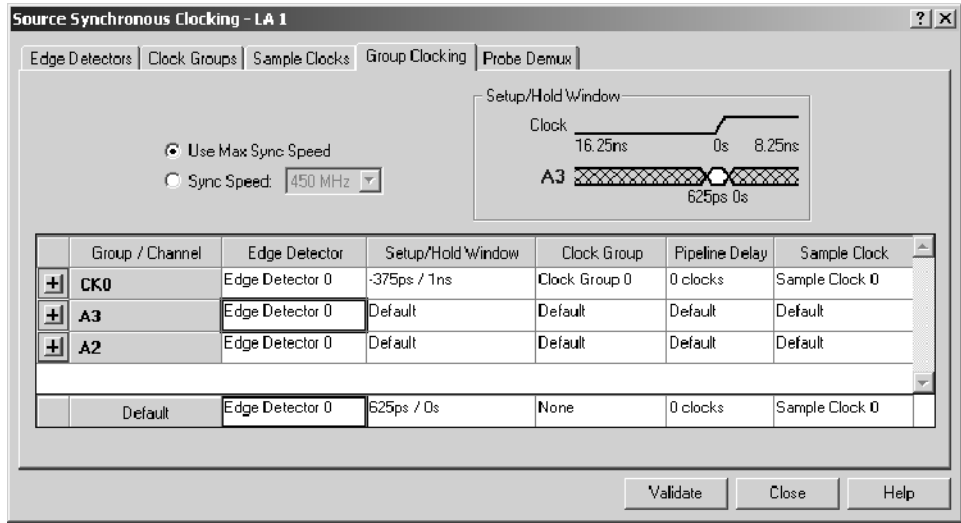 Source Synchronous Clocking - LA 1
Edge Detectors Clock Groups Sample Clocks Group Clocking Probe Demux
Setup/Hold Window
Clock
16.25ns 0s 8.25ns
Use Max Sync Speed
Sync Speed: 450 MHz
A3
625ps 0s
Group / Channel Edge Detector Setup/Hold Window Clock Group Pipeline Delay Sample Clock
CK0 Edge Detector 0 -375ps / 1ns Clock Group 0 0 clocks Sample Clock 0
A3 Edge Detector 0 Default Default Default Default
A2 Edge Detector 0 Default Default Default Default
Default Edge Detector 0 625ps / 0s None 0 clocks Sample Clock 0
Validate Close Help